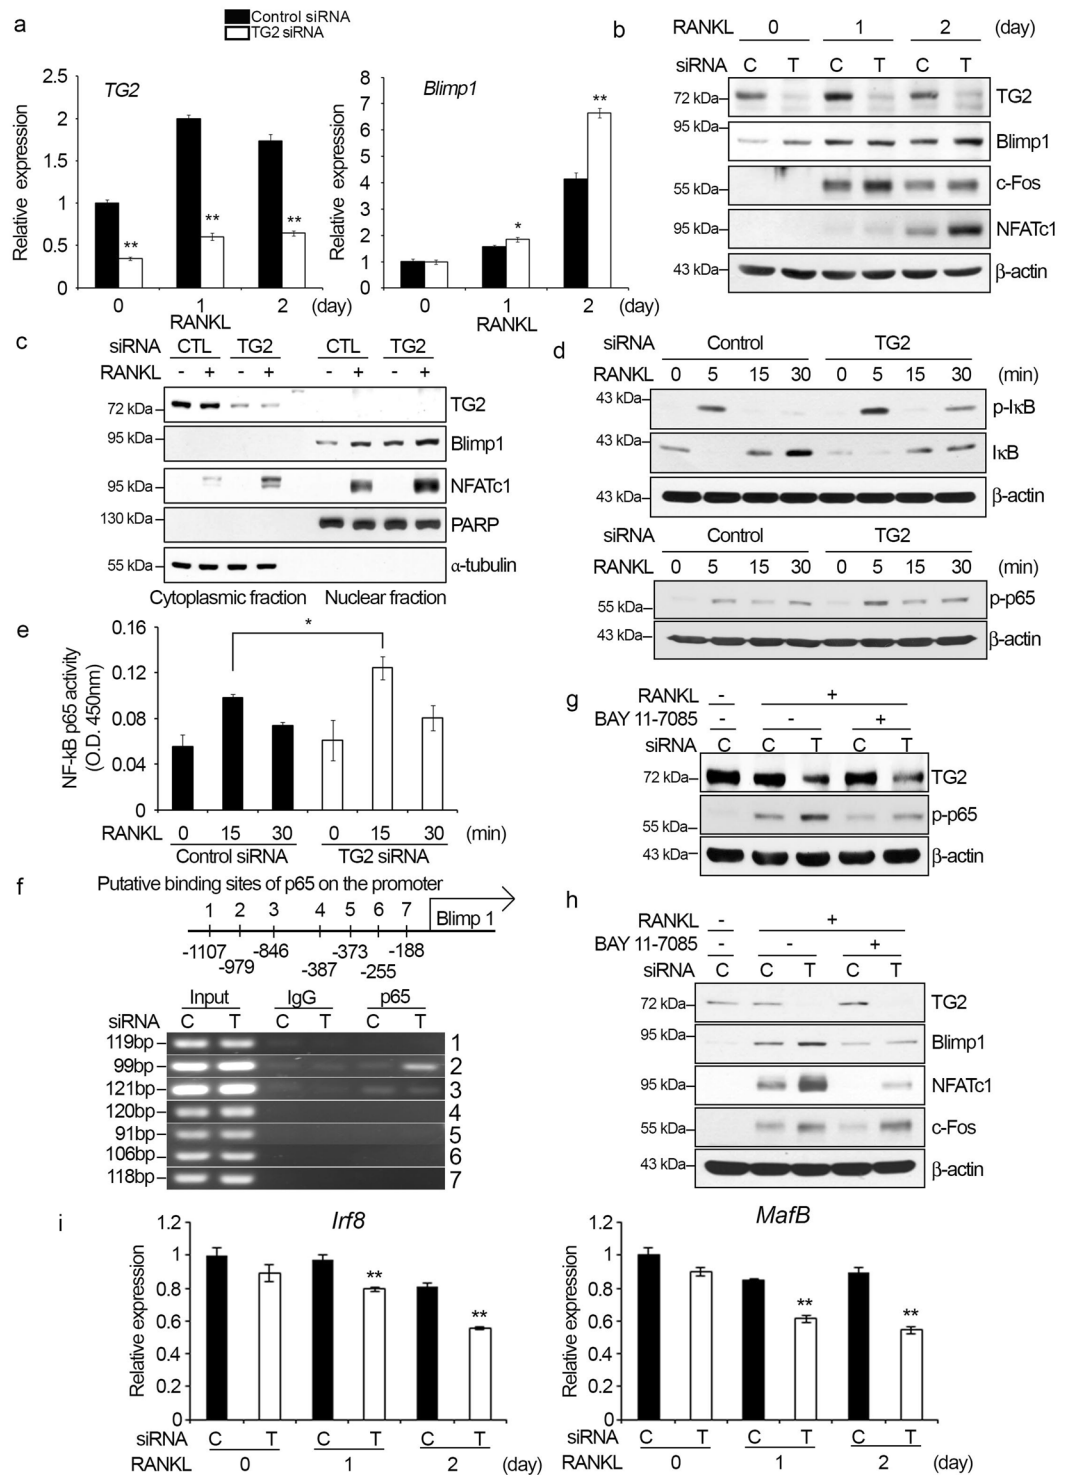 a
Control siRNA
TG2 siRNA
TG2
Relative expression
2.5
2
1.5
1
0.5
0
**
**
**
0 1 2 (day)
RANKL
Blimp1
Relative expression
8
7
6
5
4
3
2
1
0
*
**
0 1 2 (day)
RANKL
b
RANKL 0 1 2 (day)
siRNA C T C T C T
72 kDa TG2
95 kDa
Blimp1
55 kDa c-Fos
95 kDa NFATc1
43 kDa β-actin
c
siRNA CTL TG2 CTL TG2
RANKL - + - + - + - +
72 kDa TG2
95 kDa Blimp1
95 kDa NFATc1
130 kDa PARP
55 kDa α-tubulin
Cytoplasmic fraction Nuclear fraction
d
siRNA Control TG2
RANKL 0 5 15 30 0 5 15 30 (min)
43 kDa p-IκB
43 kDa IκB
43 kDa β-actin
siRNA Control TG2
RANKL 0 5 15 30 0 5 15 30 (min)
55 kDa p-p65
43 kDa β-actin
e
NF-kB p65 activity
(O.D. 450nm)
0.16
0.12
0.08
0.04
0
*
RANKL 0 15 30 0 15 30 (min)
Control siRNA TG2 siRNA
f
Putative binding sites of p65 on the promoter
1 2 3 4 5 6 7 Blimp 1
-1107 -846 -373 -188
-979 -387 -255
Input IgG p65
siRNA C T C T C T
119bp 1
99bp 2
121bp 3
120bp 4
91bp 5
106bp 6
118bp 7
g
RANKL - +
BAY 11-7085 - - +
siRNA C C T C T
72 kDa TG2
55 kDa p-p65
43 kDa β-actin
h
RANKL - +
BAY 11-7085 - - +
siRNA C C T C T
72 kDa TG2
95 kDa Blimp1
95 kDa NFATc1
55 kDa c-Fos
43 kDa β-actin
i
Irf8
Relative expression
1.2
1
0.8
0.6
0.4
0.2
0
**
**
siRNA C T C T C T
RANKL 0 1 2 (day)
MafB
Relative expression
1.2
1
0.8
0.6
0.4
0.2
0
**
**
siRNA C T C T C T
RANKL 0 1 2 (day)